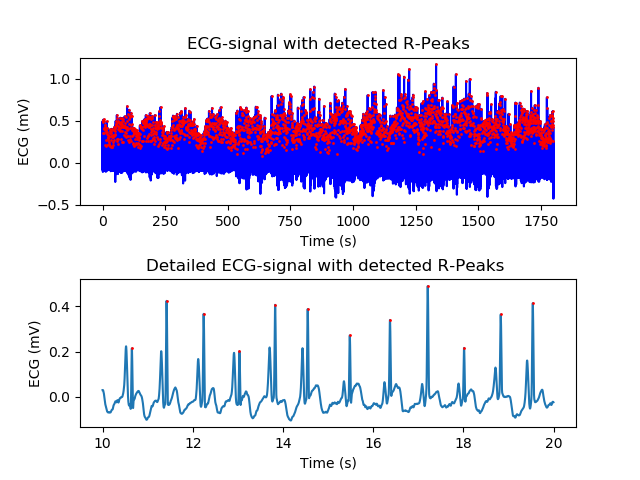 ECG-signal with detected R-Peaks
1.0
0.5
0.0
−0.5
ECG (mV)
0 250 500 750 1000 1250 1500 1750
Time (s)
Detailed ECG-signal with detected R-Peaks
0.4
0.2
0.0
ECG (mV)
10 12 14 16 18 20
Time (s)